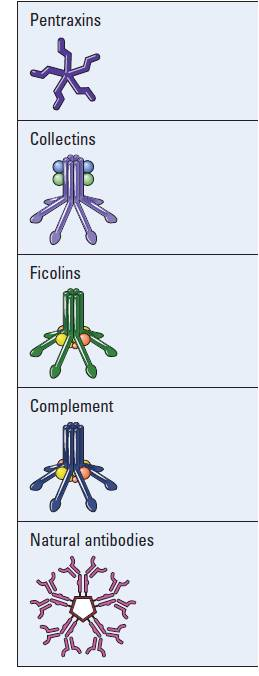 Pentraxins
Collectins
Ficolins
Complement
Natural antibodies